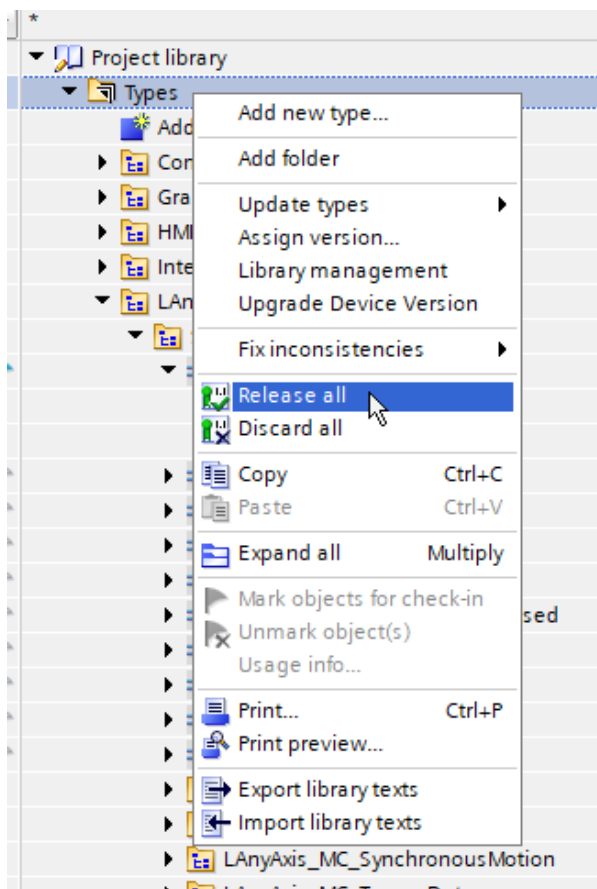 *
Project library
Types
Add new type...
Add
Add folder
Con
Gra
Update types
HMI
Assign version...
Inte
Library management
LAn
Upgrade Device Version
Fix inconsistencies
Release all
Discard all
Copy Ctrl+C
Paste Ctrl+V
Expand all Multiply
Mark objects for check-in
sed
Unmark object(s)
Usage info...
Print... Ctrl+P
Print preview...
Export library texts
Import library texts
LAnyAxis_MC_SynchronousMotion